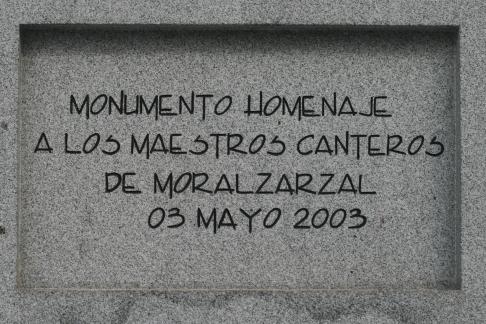 MONUMENTO HOMENAJE
A LOS MAESTROS CANTEROS
DE MORALZARZAL
03 MAYO 2003